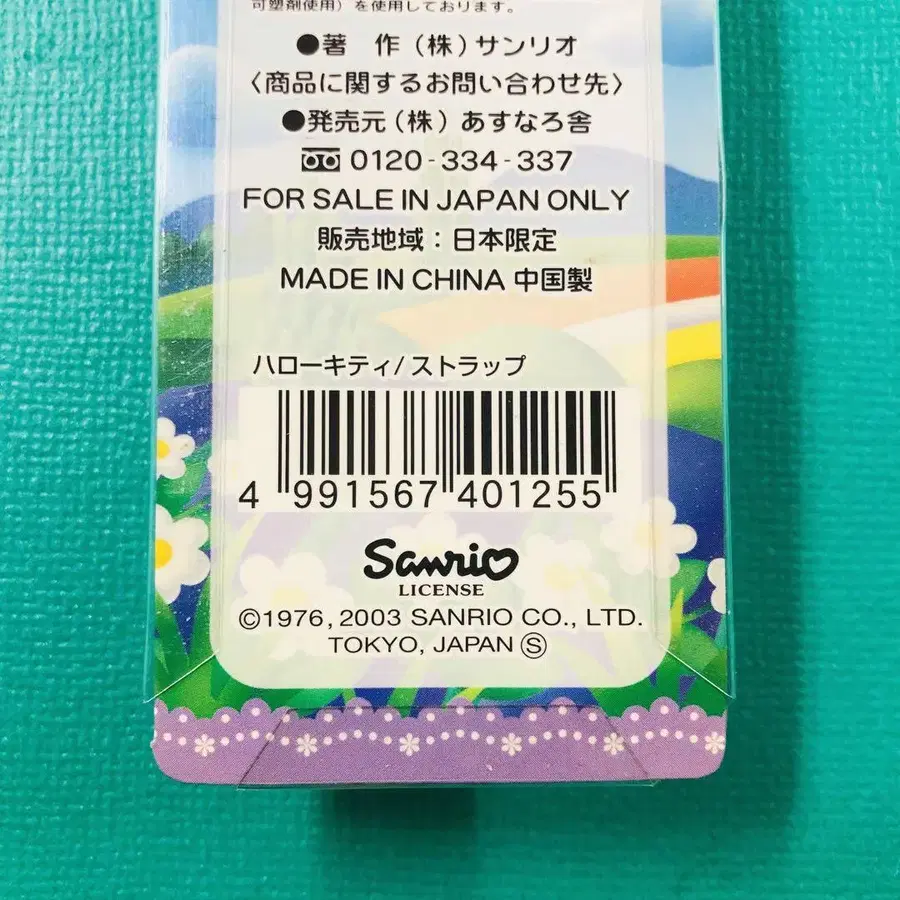 可塑剤使用）を使用しております。
●著　作（株）サンリオ
〈商品に関するお問い合わせ先〉
●発売元（株）あすなろ舎
0120-334-337
FOR SALE IN JAPAN ONLY
販売地域：日本限定
MADE IN CHINA 中国製
ハローキティ/ストラップ
4 991567 401255
Sanrio
LICENSE
©1976, 2003 SANRIO CO., LTD.
TOKYO, JAPAN Ⓢ